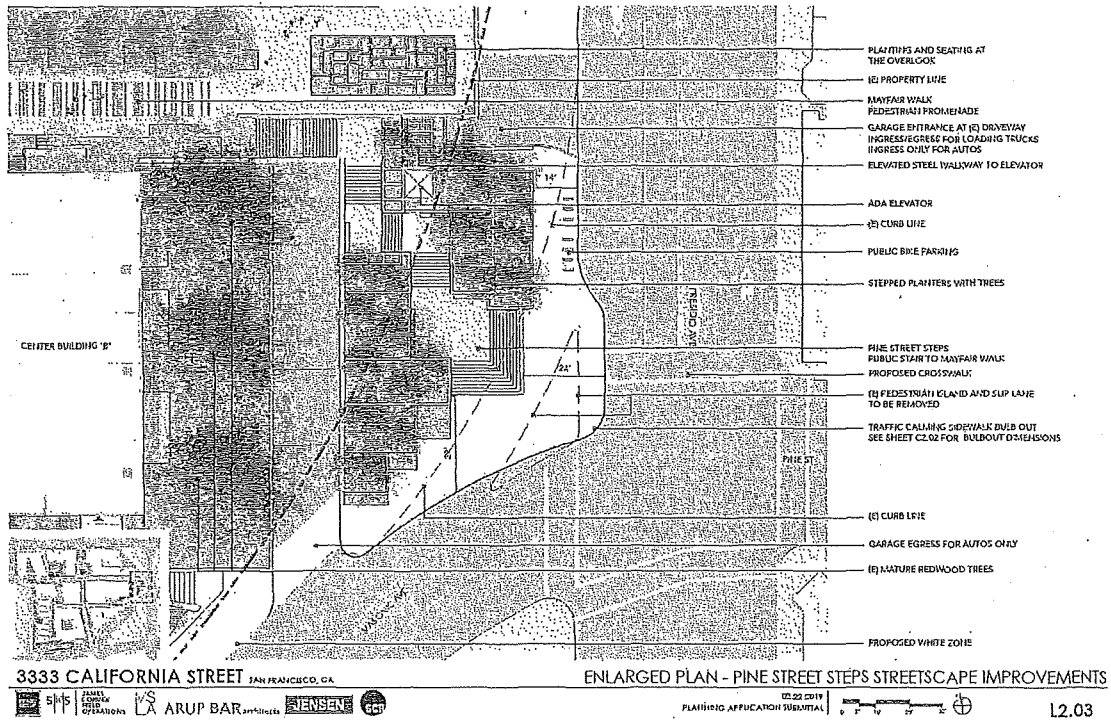 PLANTING AND SEATING AT
THE OVERLOOK
(E) PROPERTY LINE
MAYFAIR WALK
PEDESTRIAN PROMENADE
GARAGE ENTRANCE AT (E) DRIVEWAY
INGRESS/EGRESS FOR LOADING TRUCKS
INGRESS ONLY FOR AUTOS
ELEVATED STEEL WALKWAY TO ELEVATOR
14'
ADA ELEVATOR
(E) CURB LINE
PUBLIC BIKE PARKING
STEPPED PLANTERS WITH TREES
CENTER BUILDING "B"
PINE STREET STEPS
PUBLIC STAIR TO MAYFAIR WALK
PROPOSED CROSSWALK
(E) PEDESTRIAN ISLAND AND SLIP LANE
TO BE REMOVED
TRAFFIC CALMING SIDEWALK BULB OUT
SEE SHEET C2.02 FOR BULBOUT DIMENSIONS
PINE ST
(E) CURB LINE
GARAGE EGRESS FOR AUTOS ONLY
(E) MATURE REDWOOD TREES
PROPOSED WHITE ZONE
3333 CALIFORNIA STREET SAN FRANCISCO, CA
ENLARGED PLAN - PINE STREET STEPS STREETSCAPE IMPROVEMENTS
JAMES CORNER FIELD OPERATIONS
ARUP BAR architects
JENSEN
PLANNING APPLICATION SUBMITTAL
L2.03